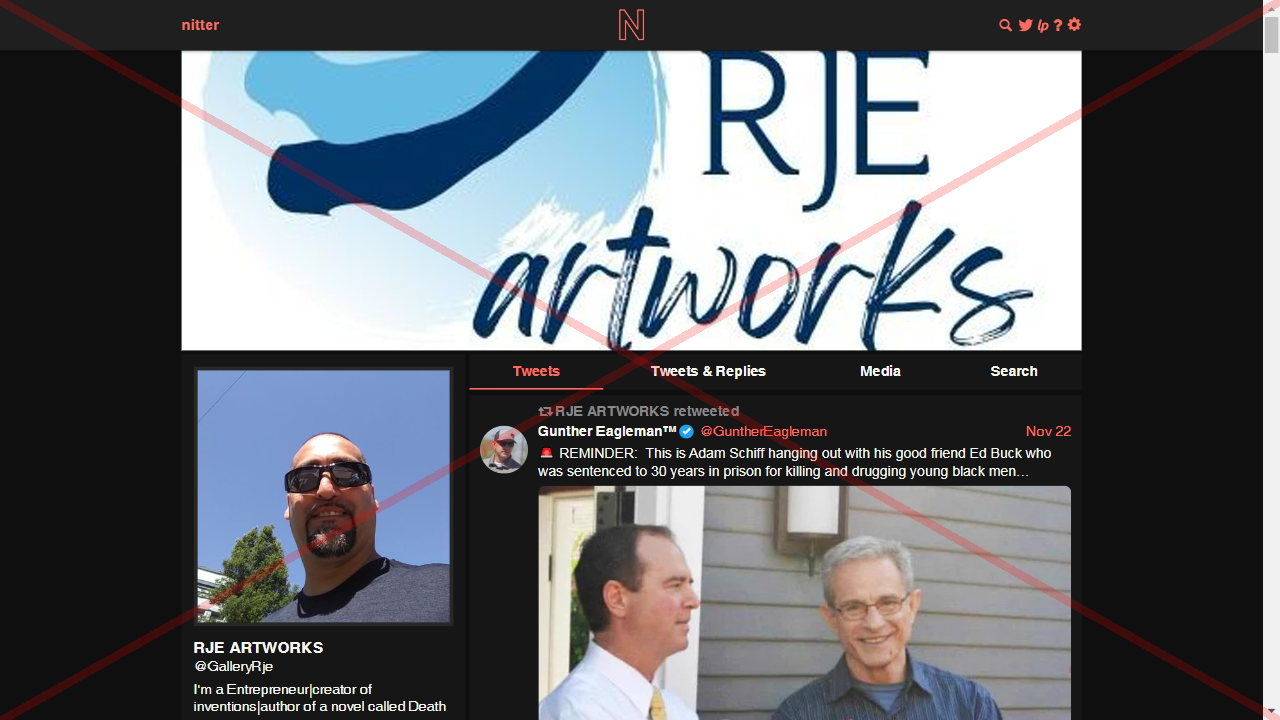 nitter
N
lp ?
RJE
artworks
Tweets
Tweets & Replies
Media
Search
RJE ARTWORKS retweeted
Gunther Eagleman™ @GuntherEagleman
Nov 22
🚨 REMINDER: This is Adam Schiff hanging out with his good friend Ed Buck who
was sentenced to 30 years in prison for killing and drugging young black men…
RJE ARTWORKS
@GalleryRje
I'm a Entrepreneur|creator of
inventions|author of a novel called Death